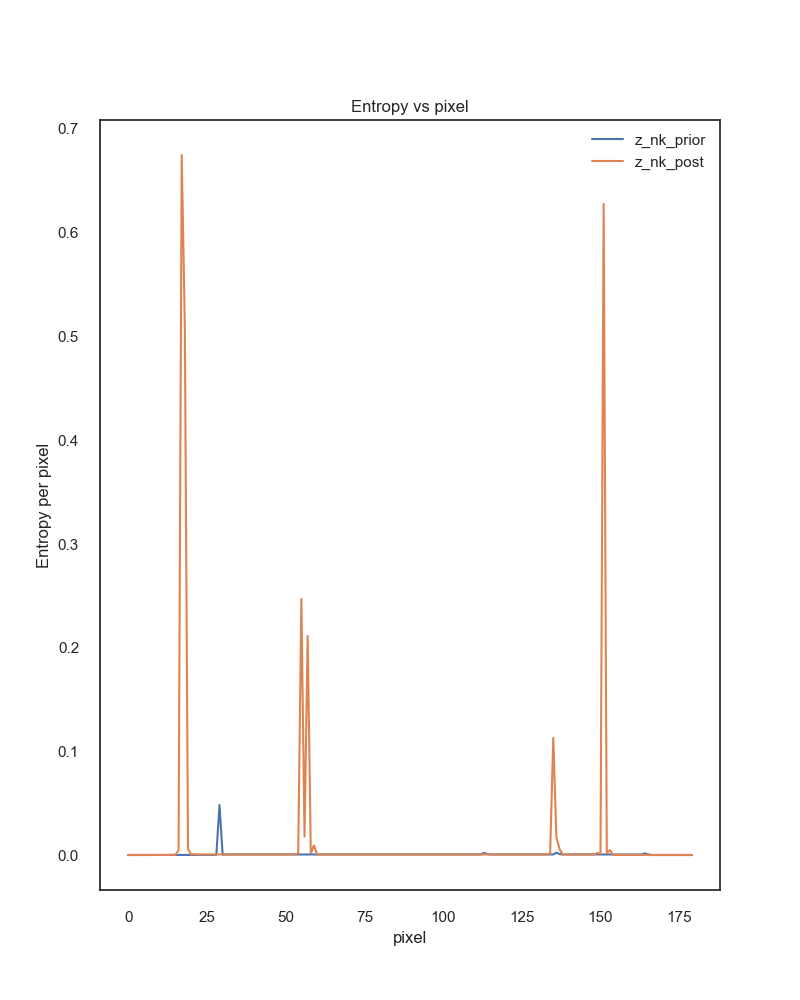 Entropy vs pixel
z_nk_prior
z_nk_post
0.7
0.6
0.5
0.4
0.3
0.2
0.1
0.0
Entropy per pixel
0 25 50 75 100 125 150 175
pixel